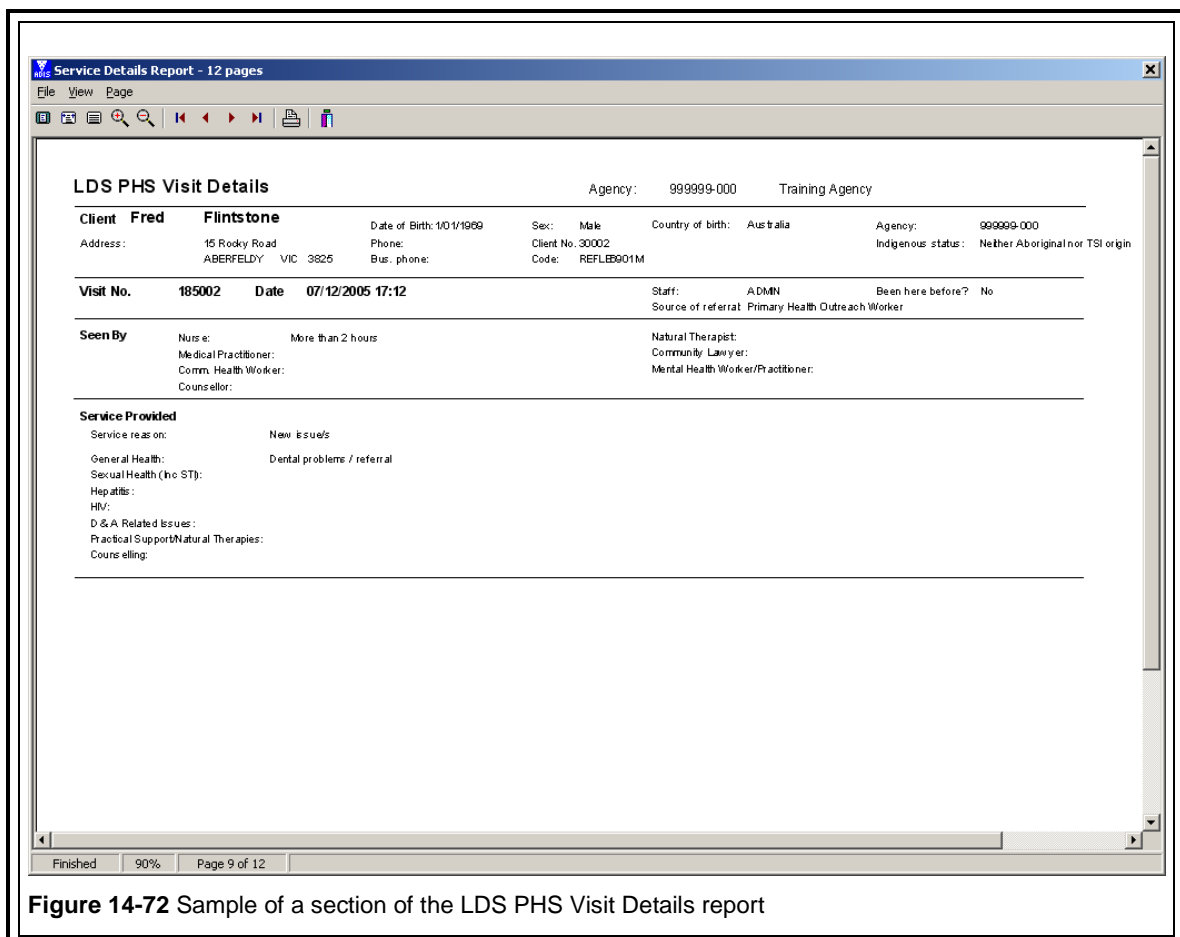 ADIS Service Details Report - 12 pages
File View Page
LDS PHS Visit Details Agency: 999999-000 Training Agency
Client Fred Flintstone Date of Birth: 1/01/1969 Sex: Male Country of birth: Australia Agency: 999999-000
Address: 15 Rocky Road Phone: Client No. 30002 Indigenous status: Neither Aboriginal nor TSI origin
ABERFELDY VIC 3825 Bus. phone: Code:
Visit No. 185002 Date 07/12/2005 17:12 Staff: ADMIN Been here before? No
Source of referral: Primary Health Outreach Worker
Seen By Nurse: More than 2 hours Natural Therapist:
Medical Practitioner: Community Lawyer:
Comm. Health Worker: Mental Health Worker/Practitioner:
Counsellor:
Service Provided
Service reason: New issue/s
General Health: Dental problems / referral
Sexual Health (Inc STI):
Hepatitis:
HIV:
D & A Related Issues:
Practical Support/Natural Therapies:
Counselling:
Finished 90% Page 9 of 12
Figure 14-72 Sample of a section of the LDS PHS Visit Details report